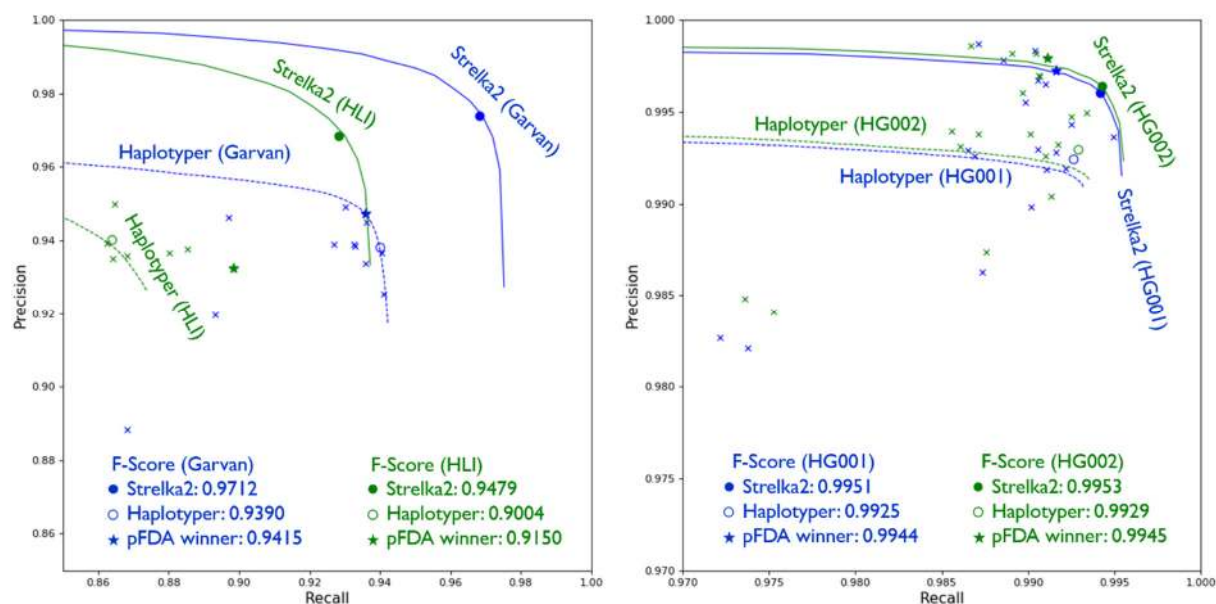 1.00
0.98
0.96
0.94
0.92
0.90
0.88
0.86
Precision
Strelka2 (Garvan)
Strelka2 (HLI)
Haplotyper (Garvan)
Haplotyper (HLI)
F-Score (Garvan)
Strelka2: 0.9712
Haplotyper: 0.9390
pFDA winner: 0.9415
F-Score (HLI)
Strelka2: 0.9479
Haplotyper: 0.9004
pFDA winner: 0.9150
0.86 0.88 0.90 0.92 0.94 0.96 0.98 1.00
Recall
1.000
0.995
0.990
0.985
0.980
0.975
0.970
Precision
Strelka2 (HG002)
Haplotyper (HG002)
Haplotyper (HG001)
Strelka2 (HG001)
F-Score (HG001)
Strelka2: 0.9951
Haplotyper: 0.9925
pFDA winner: 0.9944
F-Score (HG002)
Strelka2: 0.9953
Haplotyper: 0.9929
pFDA winner: 0.9945
0.970 0.975 0.980 0.985 0.990 0.995 1.000
Recall